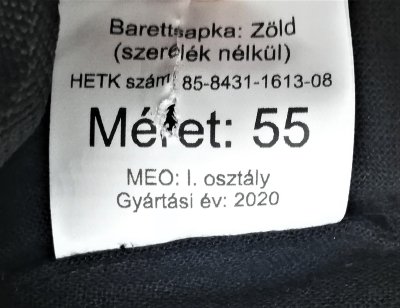 Barettsapka: Zöld
(szerelék nélkül)
HETK szám: 85-8431-1613-08
Méret: 55
MEO: I. osztály
Gyártási év: 2020